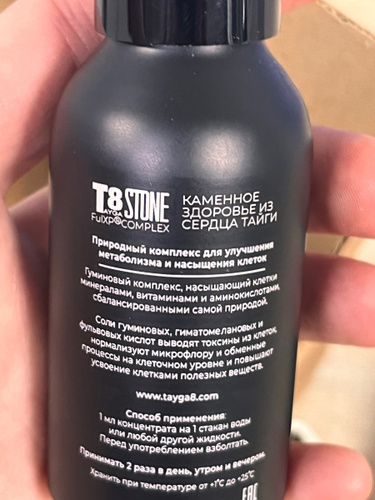 T8 STONE
TAYGA
FulXP COMPLEX
КАМЕННОЕ
ЗДОРОВЬЕ ИЗ
СЕРДЦА ТАЙГИ
Природный комплекс для улучшения
метаболизма и насыщения клеток
Гуминовый комплекс, насыщающий клетки
минералами, витаминами и аминокислотами,
сбалансированными самой природой.
Соли гуминовых, гиматомелановых и
фульвовых кислот выводят токсины из клеток,
нормализуют микрофлору и обменные
процессы на клеточном уровне и повышают
усвоение клетками полезных веществ.
www.tayga8.com
Способ применения:
1 мл концентрата на 1 стакан воды
или любой другой жидкости.
Перед употреблением взболтать.
Принимать 2 раза в день, утром и вечером.
Хранить при температуре от +1°С до +25°С
EAC